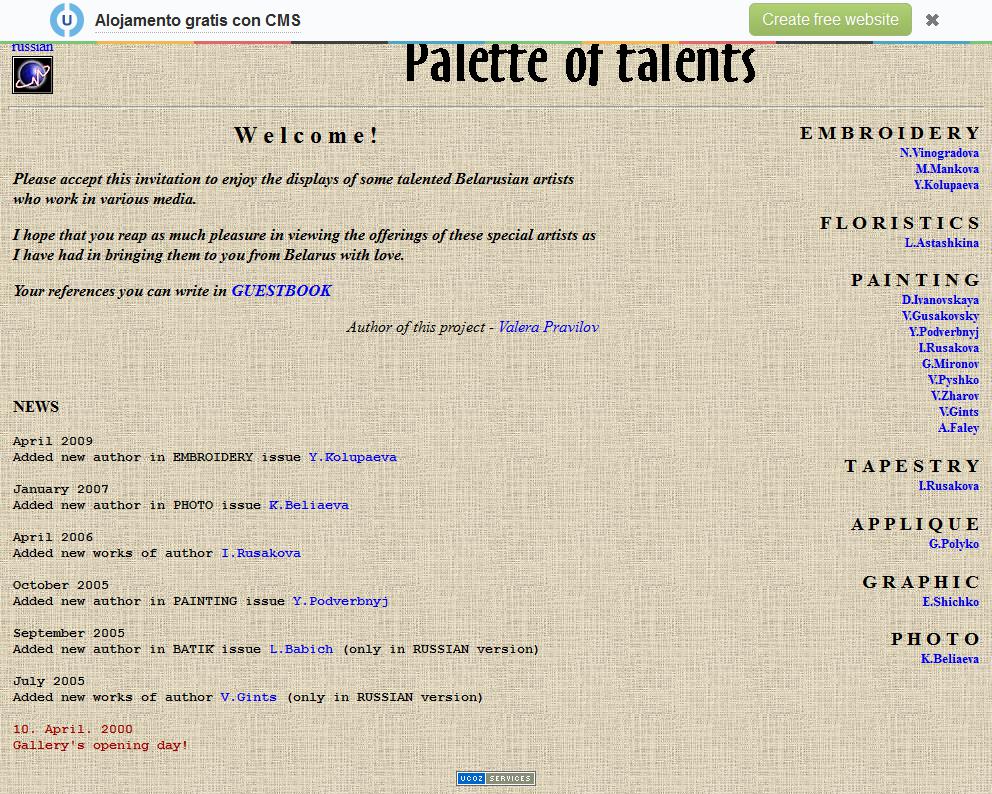 U
Alojamento gratis con CMS
Create free website
russian
Palette of talents
Welcome!
Please accept this invitation to enjoy the displays of some talented Belarusian artists
who work in various media.
I hope that you reap as much pleasure in viewing the offerings of these special artists as
I have had in bringing them to you from Belarus with love.
Your references you can write in GUESTBOOK
Author of this project - Valera Pravilov
NEWS
April 2009
Added new author in EMBROIDERY issue Y.Kolupaeva
January 2007
Added new author in PHOTO issue K.Beliaeva
April 2006
Added new works of author I.Rusakova
October 2005
Added new author in PAINTING issue Y.Podverbnyj
September 2005
Added new author in BATIK issue L.Babich (only in RUSSIAN version)
July 2005
Added new works of author V.Gints (only in RUSSIAN version)
10. April. 2000
Gallery's opening day!
EMBROIDERY
N.Vinogradova
M.Mankova
Y.Kolupaeva
FLORISTICS
L.Astashkina
PAINTING
D.Ivanovskaya
V.Gusakovsky
Y.Podverbnyj
I.Rusakova
G.Mironov
V.Pyshko
V.Zharov
V.Gints
A.Faley
TAPESTRY
I.Rusakova
APPLIQUE
G.Polyko
GRAPHIC
E.Shichko
PHOTO
K.Beliaeva
UCOZ SERVICES